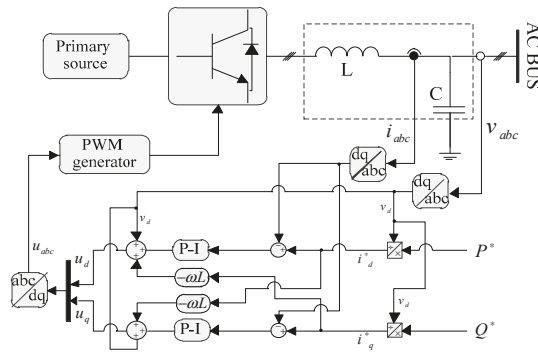 Primary
source
L
C
AC BUS
i_abc
v_abc
PWM
generator
dq
abc
dq
abc
v_d
v_d
u_abc
u_d
P-I
i*_d
P*
-ωL
abc
dq
-ωL
v_d
u_q
P-I
i*_q
Q*